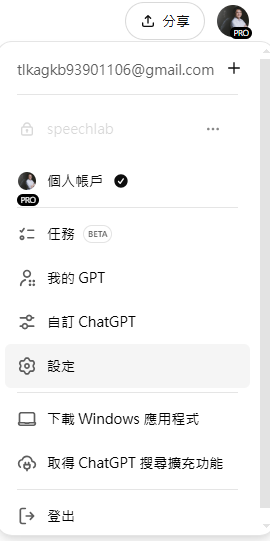 分享
PRO
tlkagkb93901106@gmail.com +
speechlab ...
個人帳戶
PRO
任務 BETA
我的 GPT
自訂 ChatGPT
設定
下載 Windows 應用程式
取得 ChatGPT 搜尋擴充功能
登出